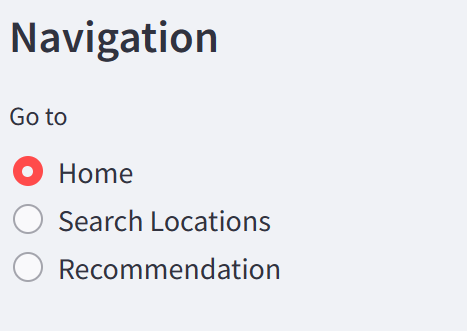 Navigation
Go to
Home
Search Locations
Recommendation